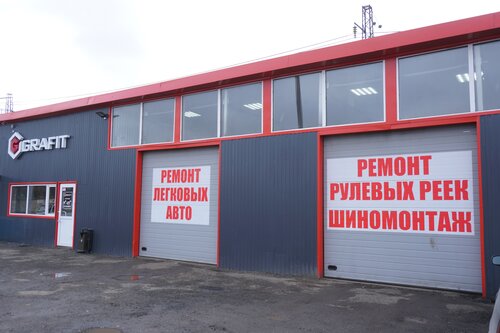 GRAFIT
РЕМОНТ
ЛЕГКОВЫХ
АВТО
РЕМОНТ
РУЛЕВЫХ РЕЕК
ШИНОМОНТАЖ